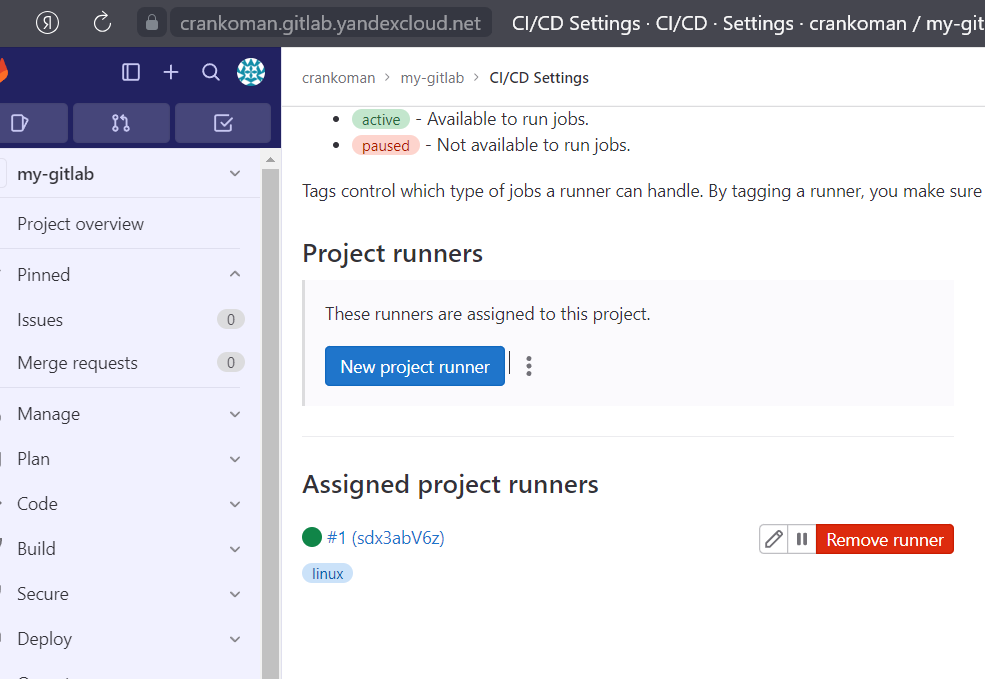 crankoman.gitlab.yandexcloud.net CI/CD Settings · CI/CD · Settings · crankoman / my-git
crankoman > my-gitlab > CI/CD Settings
active - Available to run jobs.
paused - Not available to run jobs.
Tags control which type of jobs a runner can handle. By tagging a runner, you make sure
Project runners
These runners are assigned to this project.
New project runner
Assigned project runners
#1 (sdx3abV6z)
Remove runner
linux
my-gitlab
Project overview
Pinned
Issues 0
Merge requests 0
Manage
Plan
Code
Build
Secure
Deploy